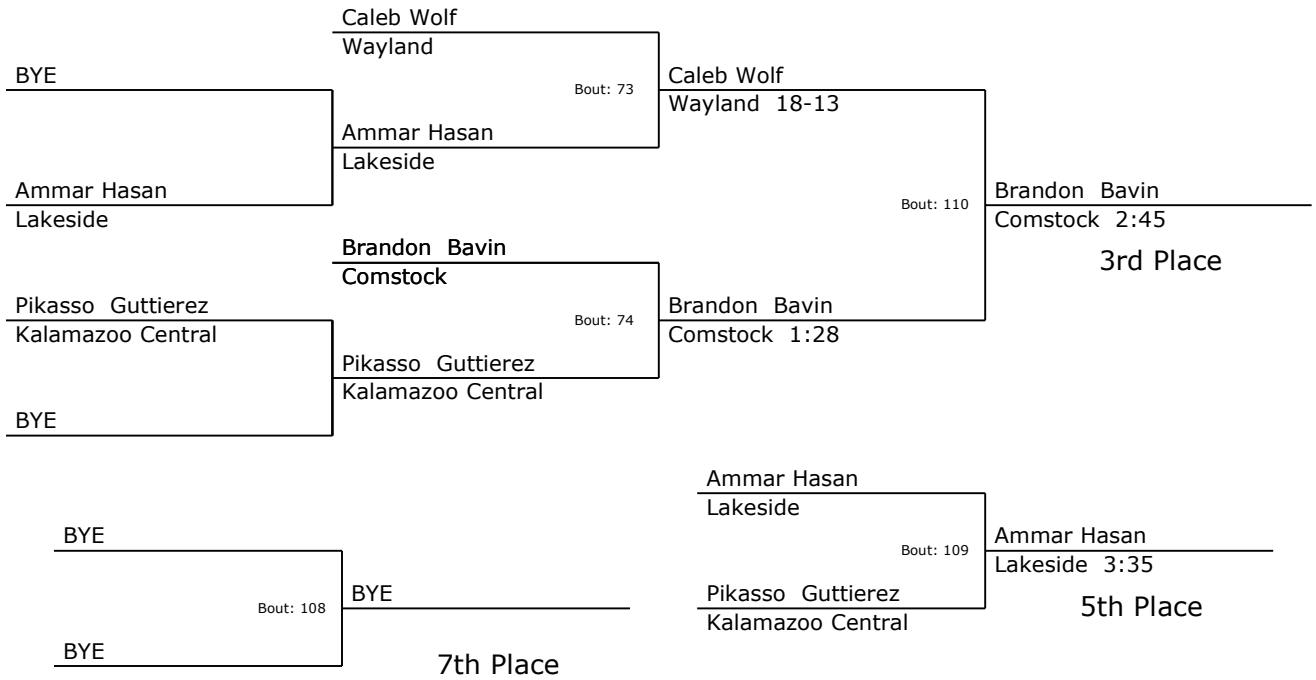 Caleb Wolf
Wayland
BYE
Bout: 73
Caleb Wolf
Wayland 18-13
Ammar Hasan
Lakeside
Ammar Hasan
Lakeside
Bout: 110
Brandon Bavin
Comstock 2:45
3rd Place
Brandon Bavin
Comstock
Pikasso Guttierez
Kalamazoo Central
Bout: 74
Brandon Bavin
Comstock 1:28
Pikasso Guttierez
Kalamazoo Central
BYE
Ammar Hasan
Lakeside
BYE
Bout: 109
Ammar Hasan
Lakeside 3:35
5th Place
Bout: 108
BYE
Pikasso Guttierez
Kalamazoo Central
BYE
7th Place